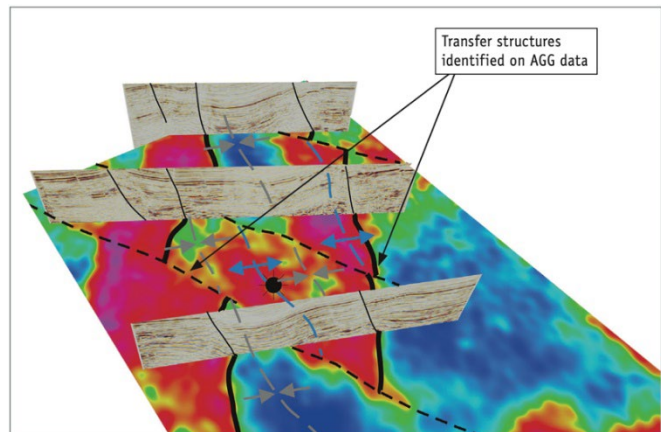 Transfer structures
identified on AGG data